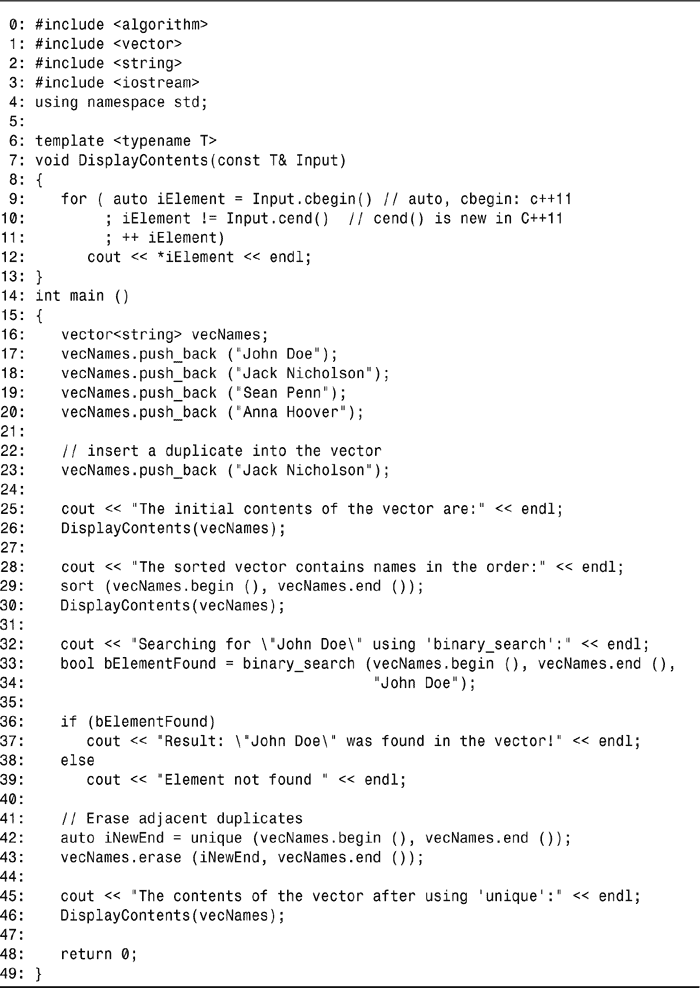 0: #include <algorithm>
1: #include <vector>
2: #include <string>
3: #include <iostream>
4: using namespace std;
5:
6: template <typename T>
7: void DisplayContents(const T& Input)
8: {
9:    for ( auto iElement = Input.cbegin() // auto, cbegin: c++11
10:         ; iElement != Input.cend()  // cend() is new in C++11
11:         ; ++ iElement)
12:       cout << *iElement << endl;
13: }
14: int main ()
15: {
16:    vector<string> vecNames;
17:    vecNames.push_back ("John Doe");
18:    vecNames.push_back ("Jack Nicholson");
19:    vecNames.push_back ("Sean Penn");
20:    vecNames.push_back ("Anna Hoover");
21:
22:    // insert a duplicate into the vector
23:    vecNames.push_back ("Jack Nicholson");
24:
25:    cout << "The initial contents of the vector are:" << endl;
26:    DisplayContents(vecNames);
27:
28:    cout << "The sorted vector contains names in the order:" << endl;
29:    sort (vecNames.begin (), vecNames.end ());
30:    DisplayContents(vecNames);
31:
32:    cout << "Searching for \"John Doe\" using 'binary_search':" << endl;
33:    bool bElementFound = binary_search (vecNames.begin (), vecNames.end (),
34:                                        "John Doe");
35:
36:    if (bElementFound)
37:       cout << "Result: \"John Doe\" was found in the vector!" << endl;
38:    else
39:       cout << "Element not found " << endl;
40:
41:    // Erase adjacent duplicates
42:    auto iNewEnd = unique (vecNames.begin (), vecNames.end ());
43:    vecNames.erase (iNewEnd, vecNames.end ());
44:
45:    cout << "The contents of the vector after using 'unique':" << endl;
46:    DisplayContents(vecNames);
47:
48:    return 0;
49: }